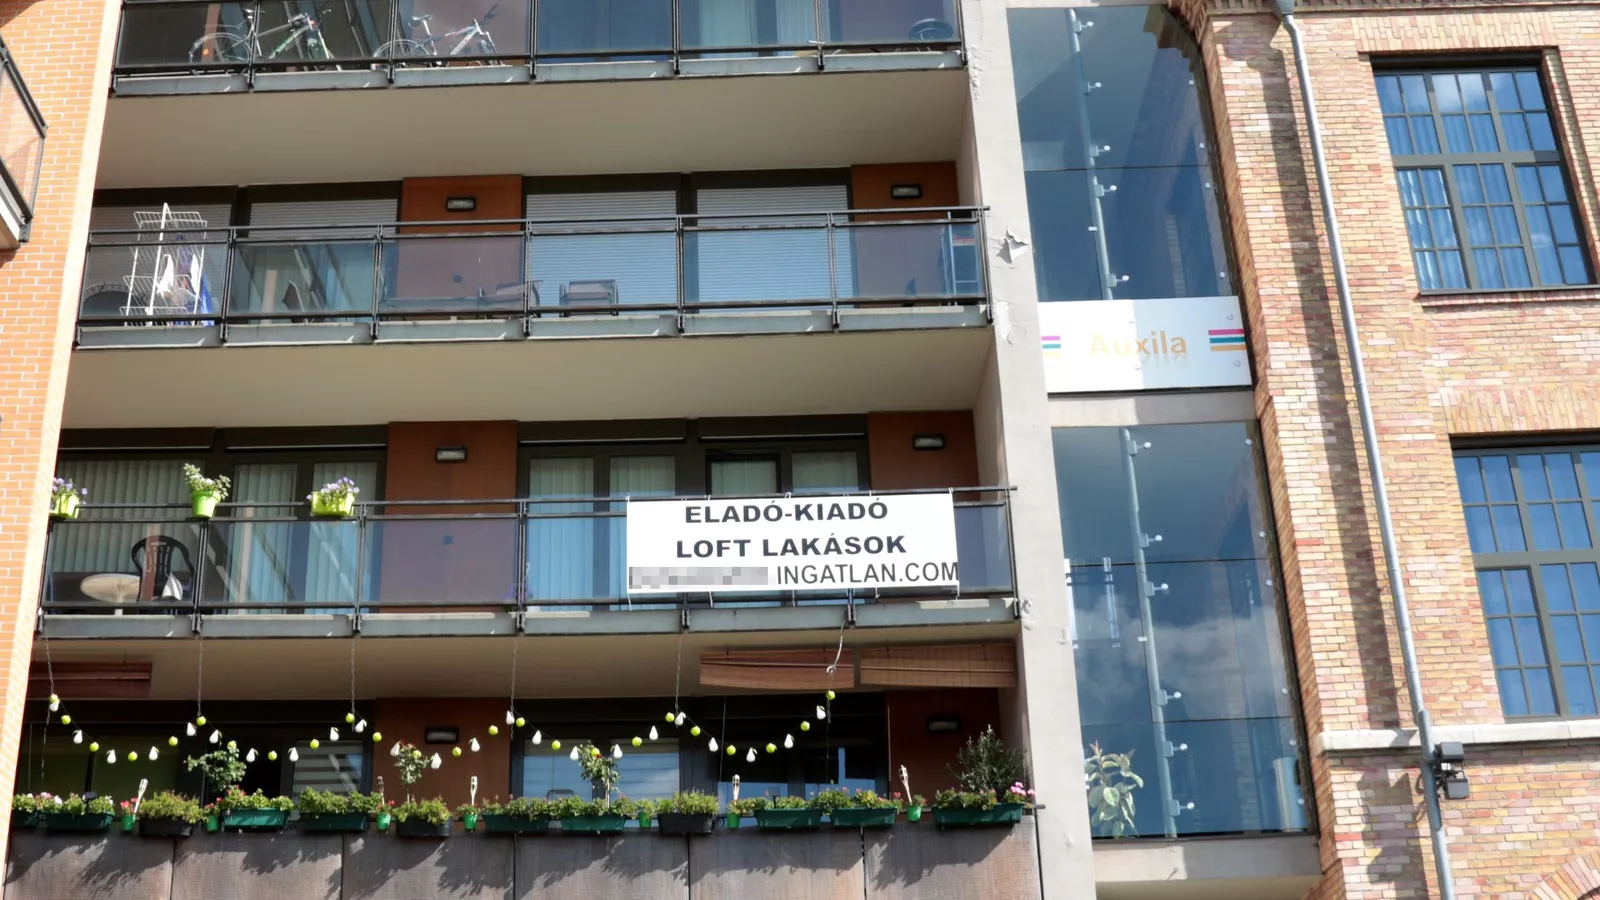 Auxila
ELADÓ-KIADÓ
LOFT LAKÁSOK
INGATLAN.COM